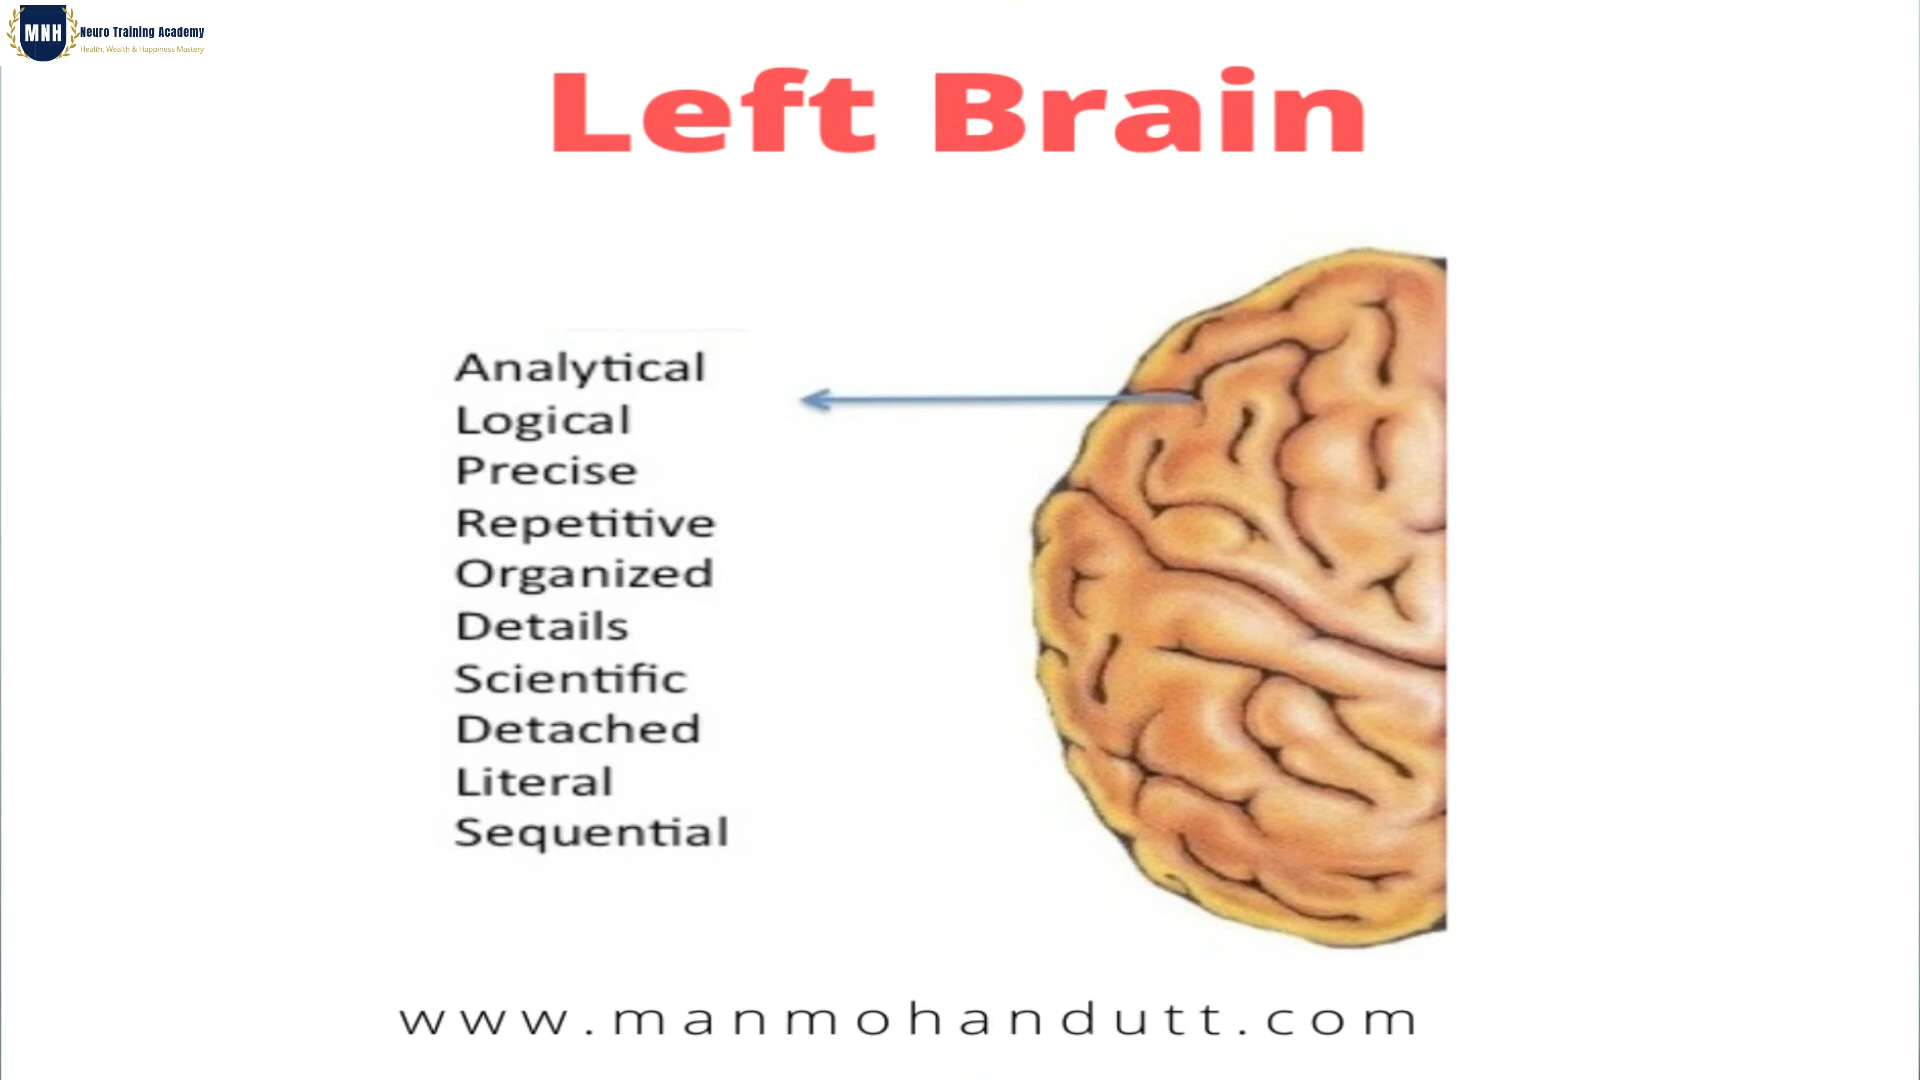 MNH
Neuro Training Academy
Health, Wealth & Happiness Mastery
Left Brain
Analytical
Logical
Precise
Repetitive
Organized
Details
Scientific
Detached
Literal
Sequential
www.manmohandutt.com